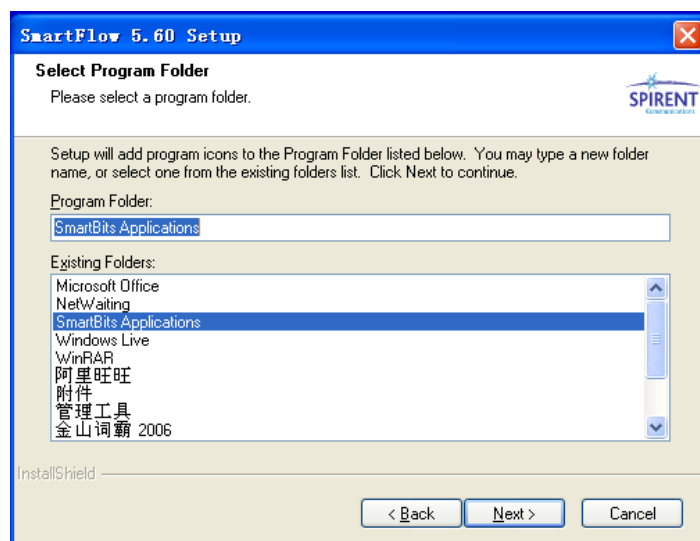 SmartFlow 5.60 Setup
Select Program Folder
Please select a program folder.
SPIRENT
Communications
Setup will add program icons to the Program Folder listed below. You may type a new folder
name, or select one from the existing folders list. Click Next to continue.
Program Folder:
SmartBits Applications
Existing Folders:
Microsoft Office
NetWaiting
SmartBits Applications
Windows Live
WinRAR
阿里旺旺
附件
管理工具
金山词霸 2006
InstallShield
< Back
Next >
Cancel